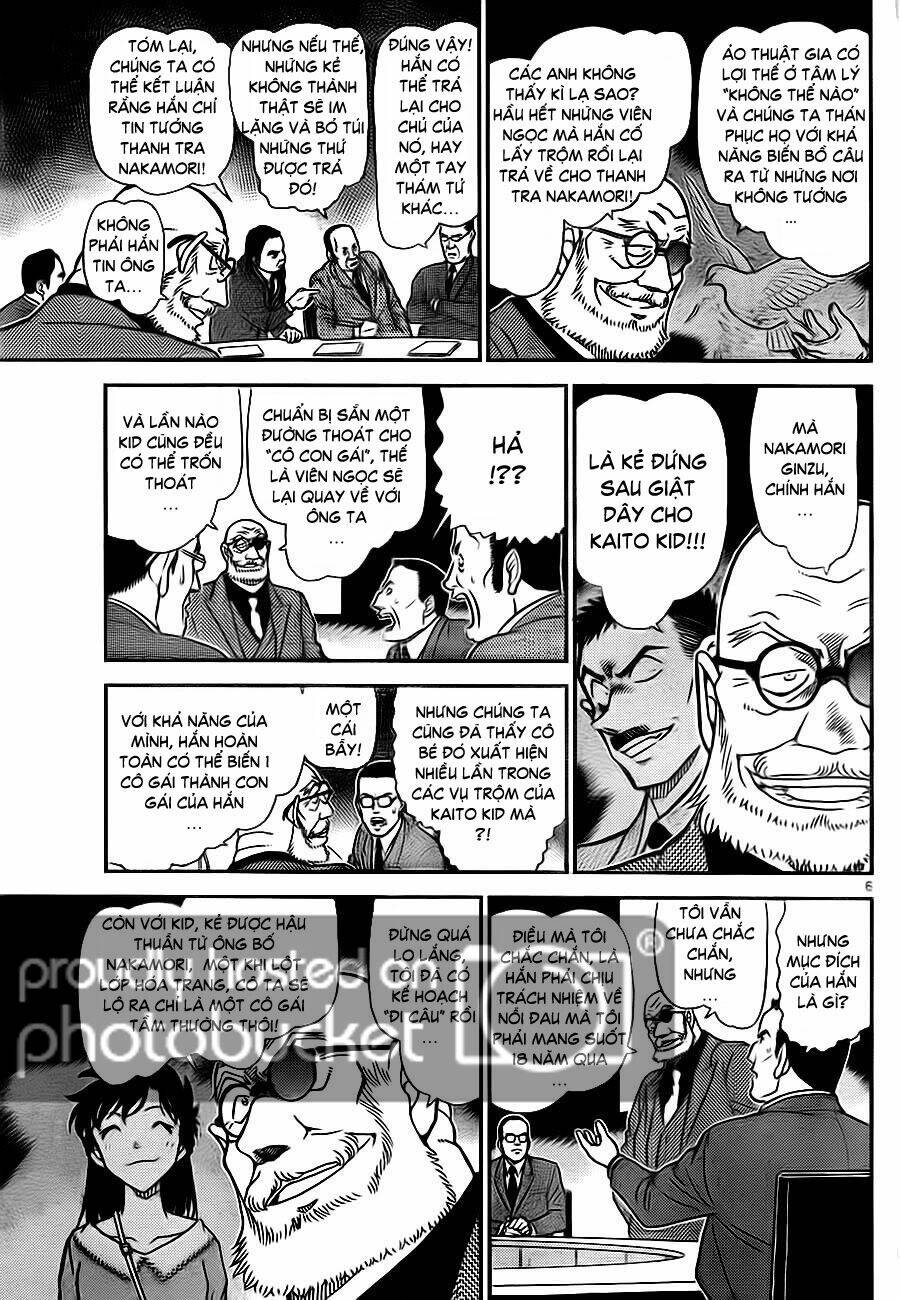 ÁO THUẬT GIA CÓ
LỢI THẾ Ở TÂM LÝ
"KHÔNG THỂ NÀO"
VÀ CHÚNG TA THÁN
PHỤC HỌ VỚI KHẢ
NĂNG BIẾN BỒ CÂU
RA TỪ NHỮNG NƠI
KHÔNG TƯỞNG
...
CÁC ANH KHÔNG
THẤY KÌ LẠ SAO?
HẦU HẾT NHỮNG VIÊN
NGỌC MÀ HẮN CỐ
LẤY TRỘM RỒI LẠI
TRẢ VỀ CHO THANH
TRA NAKAMORI!
ĐÚNG VẬY!
HẮN CÓ
THỂ TRẢ
LẠI CHO
CHỦ CỦA
NÓ, HAY
MỘT TAY
THÁM TỬ
KHÁC...
NHƯNG NẾU THẾ,
NHỮNG KẺ
KHÔNG THÀNH
THẬT SẼ IM
LẶNG VÀ BỎ TÚI
NHỮNG THỨ
ĐƯỢC TRẢ
ĐÓ!
TÓM LẠI,
CHÚNG TA CÓ
THỂ KẾT LUẬN
RẰNG HẮN CHỈ
TIN TƯỞNG
THANH TRA
NAKAMORI!
KHÔNG
PHẢI HẮN
TIN ÔNG
TA...
MÀ
NAKAMORI
GINZU,
CHÍNH HẮN
...
LÀ KẺ ĐỨNG
SAU GIẬT
DÂY CHO
KAITO KID!!!
HẢ
!??
CHUẨN BỊ SẴN MỘT
ĐƯỜNG THOÁT CHO
"CÔ CON GÁI", THẾ
LÀ VIÊN NGỌC SẼ
LẠI QUAY VỀ VỚI
ÔNG TA
...
VÀ LẦN NÀO
KID CŨNG ĐỀU
CÓ THỂ TRỐN
THOÁT
...
NHƯNG CHÚNG TA
CŨNG ĐÃ THẤY CÔ
BÉ ĐÓ XUẤT HIỆN
NHIỀU LẦN TRONG
CÁC VỤ TRỘM CỦA
KAITO KID MÀ
?!
MỘT
CÁI
BẪY!
VỚI KHẢ NĂNG CỦA
MÌNH, HẮN HOÀN
TOÀN CÓ THỂ BIẾN 1
CÔ GÁI THÀNH CON
GÁI CỦA HẮN
...
6
NHƯNG
MỤC ĐÍCH
CỦA HẮN
LÀ GÌ?
TÔI VẪN
CHƯA CHẮC
CHẮN,
NHƯNG
...
ĐIỀU MÀ TÔI
CHẮC CHẮN, LÀ
HẮN PHẢI CHỊU
TRÁCH NHIỆM VỀ
NỖI ĐAU MÀ TÔI
PHẢI MANG SUỐT
18 NĂM QUA
...
ĐỪNG QUÁ
LO LẮNG,
TÔI ĐÃ CÓ
KẾ HOẠCH
"ĐI CÂU" RỒI
...
CÒN VỚI KID, KẺ ĐƯỢC HẬU
THUẪN TỪ ÔNG BỐ
NAKAMORI, MỘT KHI LỘT
LỚP HÓA TRANG, CÔ TA SẼ
LỘ RA CHỈ LÀ MỘT CÔ GÁI
TẦM THƯỜNG THÔI!
photobucket